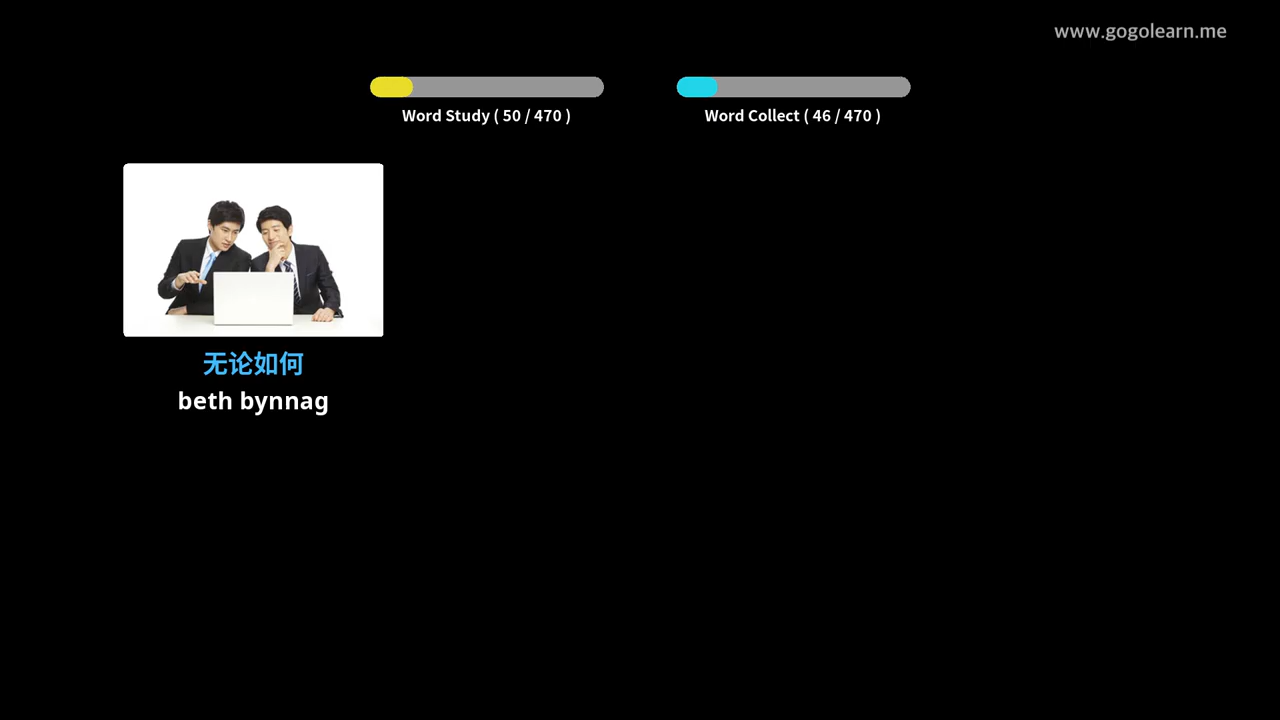 www.gogolearn.me
Word Study ( 50 / 470 )
Word Collect ( 46 / 470 )
无论如何
beth bynnag